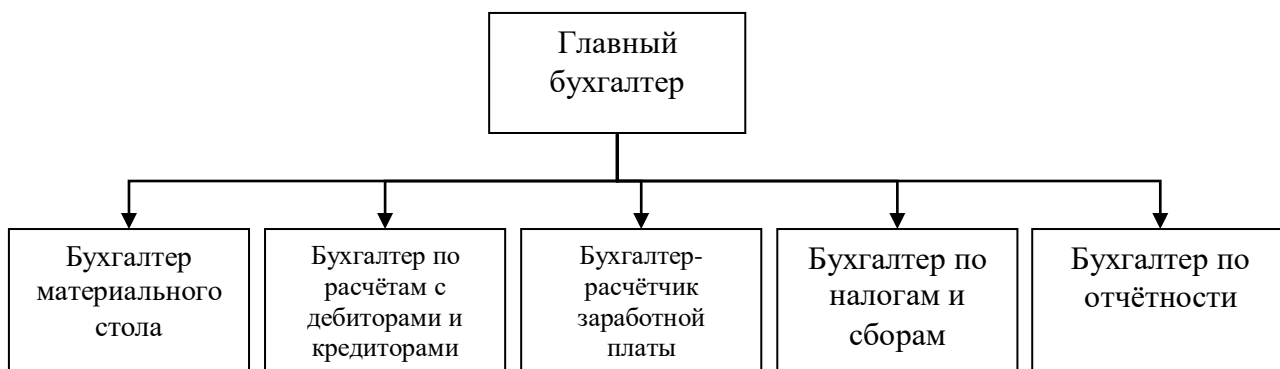 Главный
бухгалтер
Бухгалтер
материального
стола
Бухгалтер по
расчётам с
дебиторами и
кредиторами
Бухгалтер-
расчётчик
заработной
платы
Бухгалтер по
налогам и
сборам
Бухгалтер по
отчётности